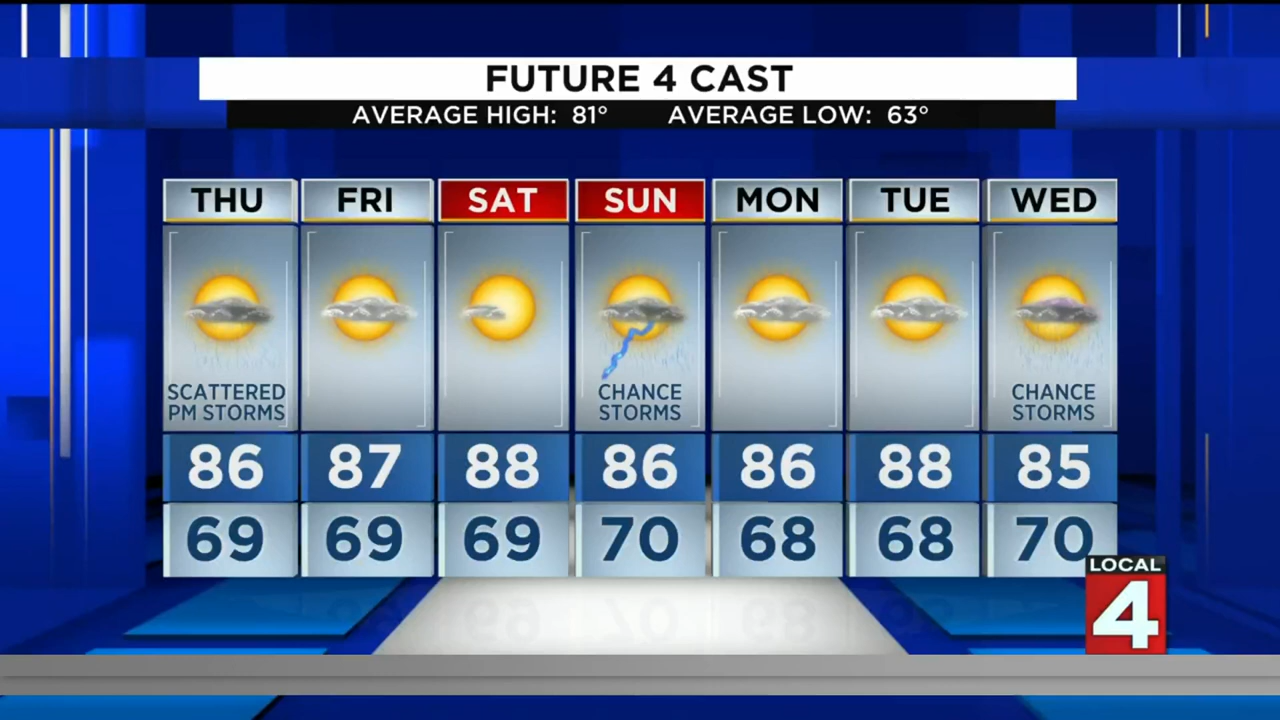 FUTURE 4 CAST
AVERAGE HIGH: 81° AVERAGE LOW: 63°
THU FRI SAT SUN MON TUE WED
SCATTERED PM STORMS
CHANCE STORMS
CHANCE STORMS
86 87 88 86 86 88 85
69 69 69 70 68 68 70
LOCAL
4